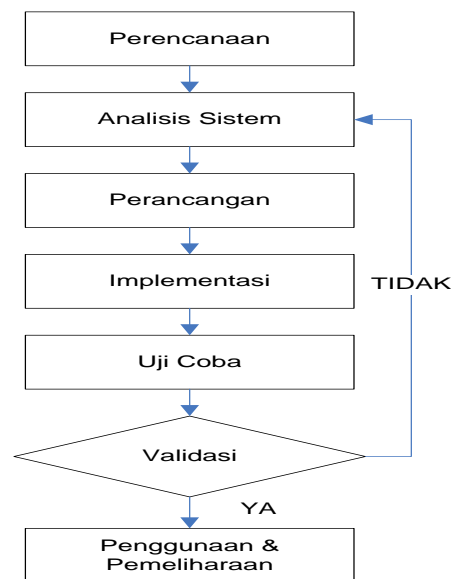 Perencanaan
Analisis Sistem
Perancangan
Implementasi
TIDAK
Uji Coba
Validasi
YA
Penggunaan &
Pemeliharaan